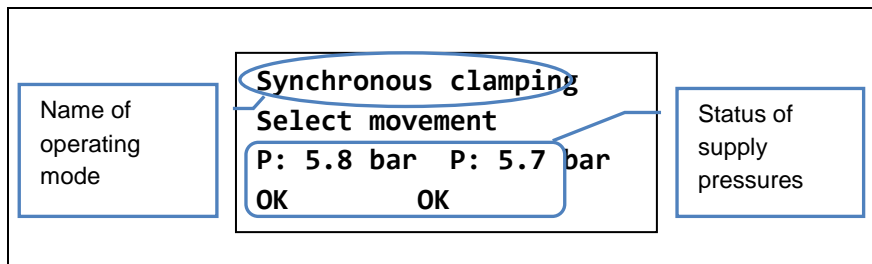 Name of
operating
mode
Synchronous clamping
Select movement
P: 5.8 bar  P: 5.7 bar
OK        OK
Status of
supply
pressures